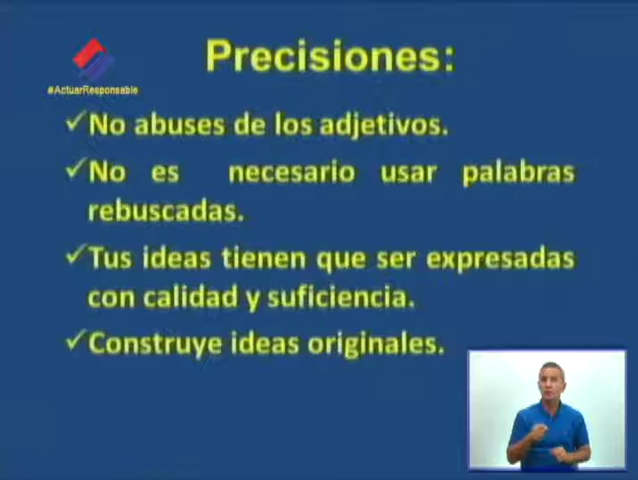 Precisiones:
#ActuarResponsable
No abuses de los adjetivos.
No es necesario usar palabras
rebuscadas.
Tus ideas tienen que ser expresadas
con calidad y suficiencia.
Construye ideas originales.